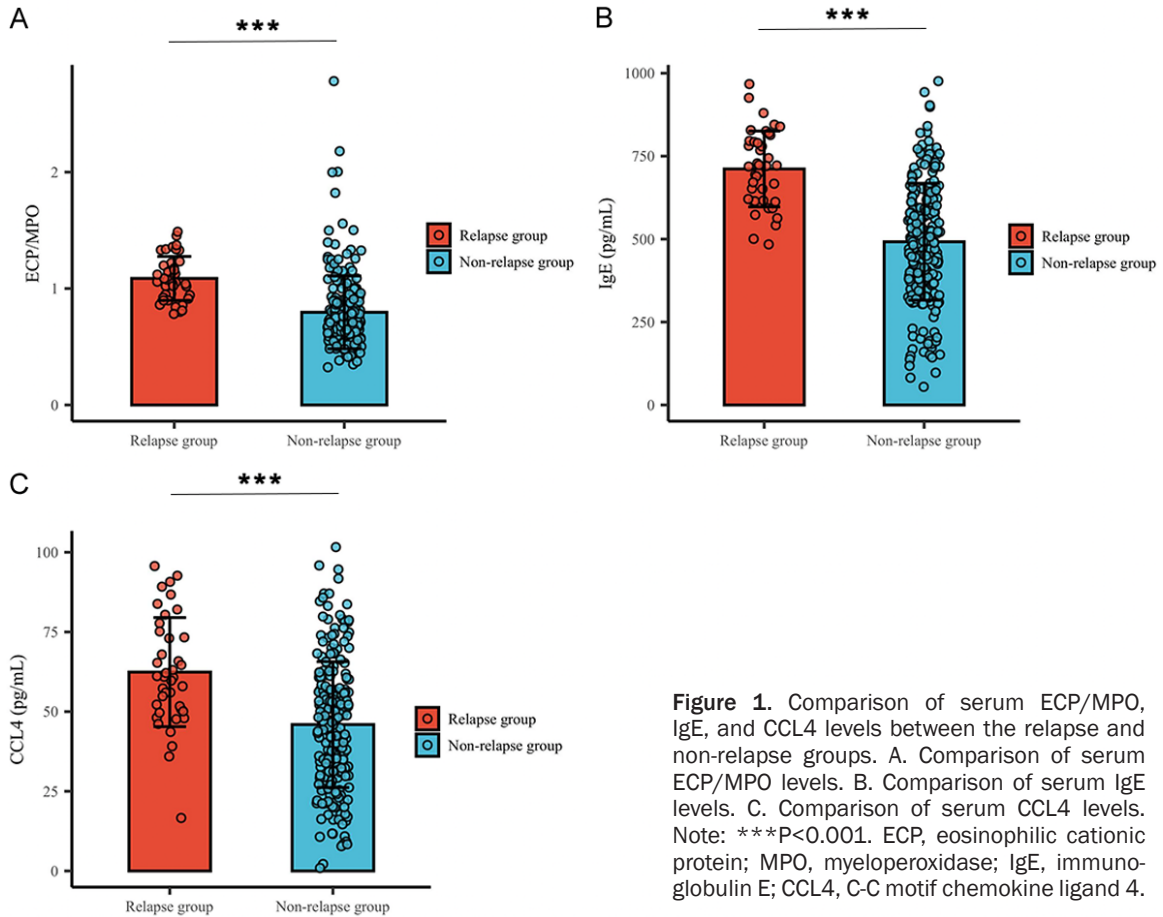 A
***
ECP/MPO
2
1
0
Relapse group
Non-relapse group
Relapse group
Non-relapse group
B
***
IgE (pg/mL)
1000
750
500
250
0
Relapse group
Non-relapse group
Relapse group
Non-relapse group
C
***
CCL4 (pg/mL)
100
75
50
25
0
Relapse group
Non-relapse group
Relapse group
Non-relapse group
Figure 1. Comparison of serum ECP/MPO,
IgE, and CCL4 levels between the relapse and
non-relapse groups. A. Comparison of serum
ECP/MPO levels. B. Comparison of serum IgE
levels. C. Comparison of serum CCL4 levels.
Note: ***P<0.001. ECP, eosinophilic cationic
protein; MPO, myeloperoxidase; IgE, immuno-
globulin E; CCL4, C-C motif chemokine ligand 4.